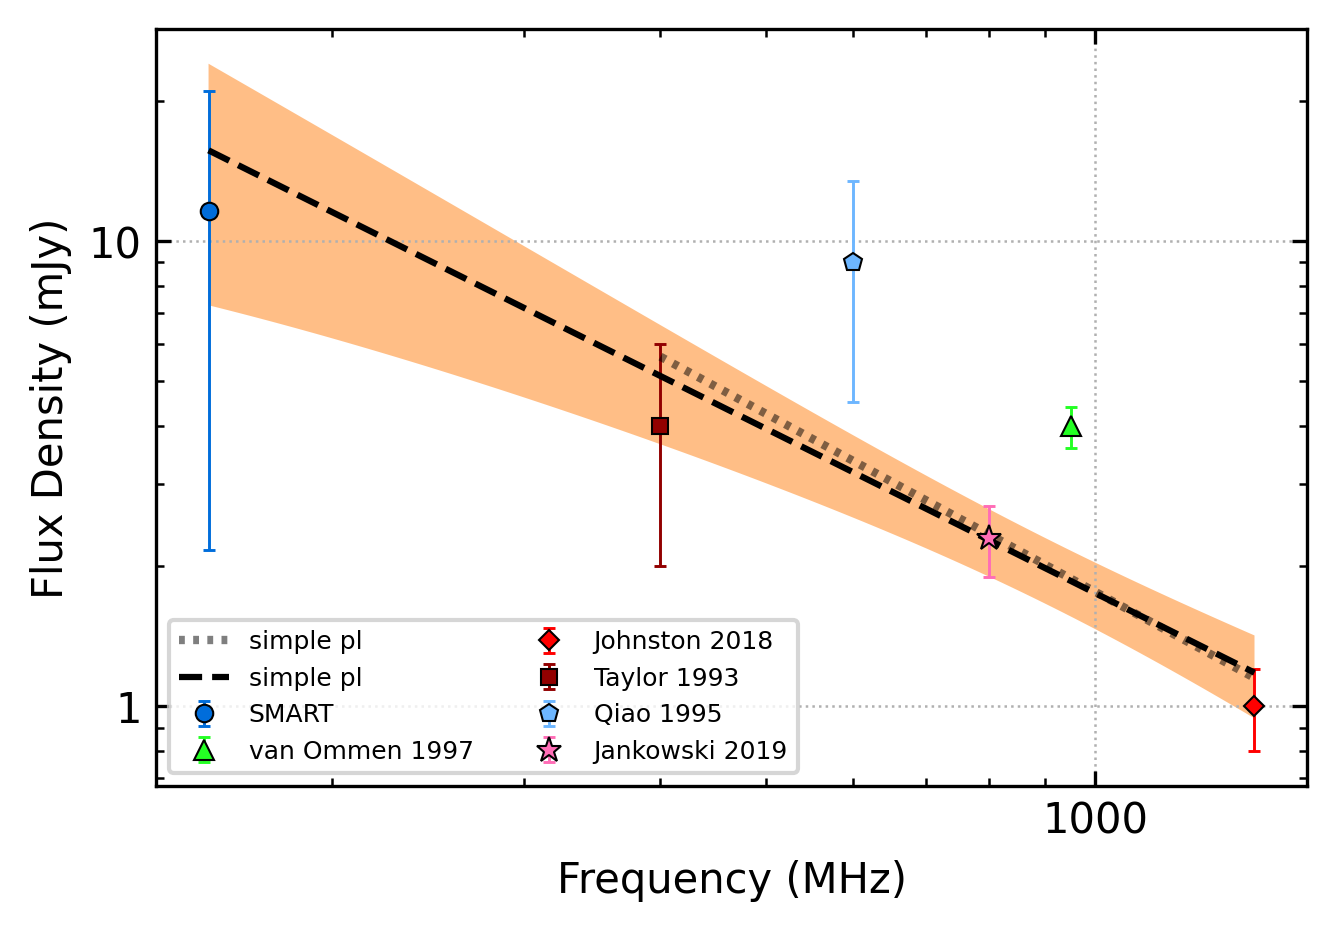 10
1
Flux Density (mJy)
simple pl
simple pl
SMART
van Ommen 1997
Johnston 2018
Taylor 1993
Qiao 1995
Jankowski 2019
1000
Frequency (MHz)